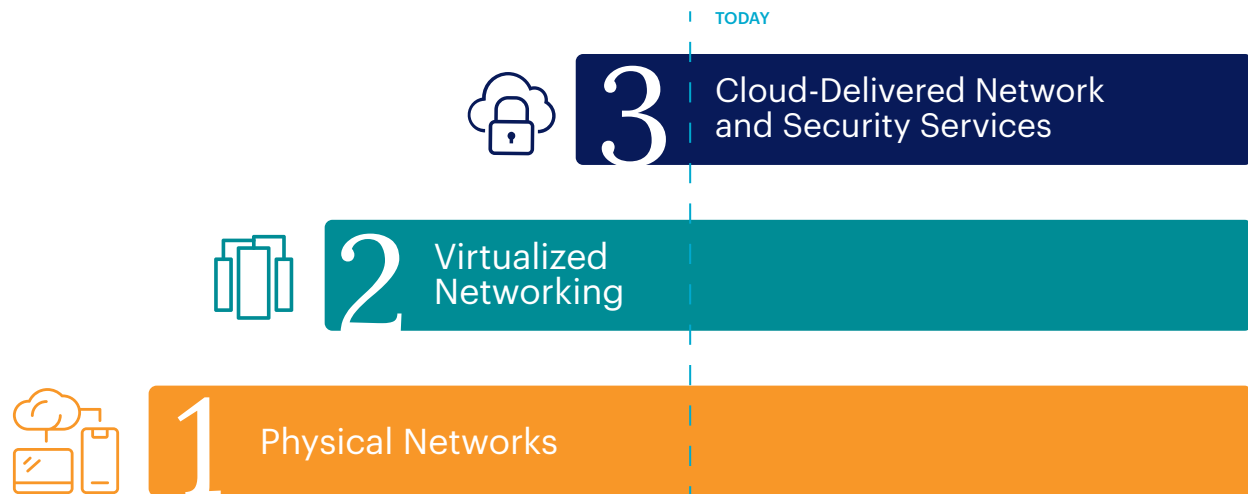 TODAY
3
Cloud-Delivered Network
and Security Services
2
Virtualized
Networking
1
Physical Networks